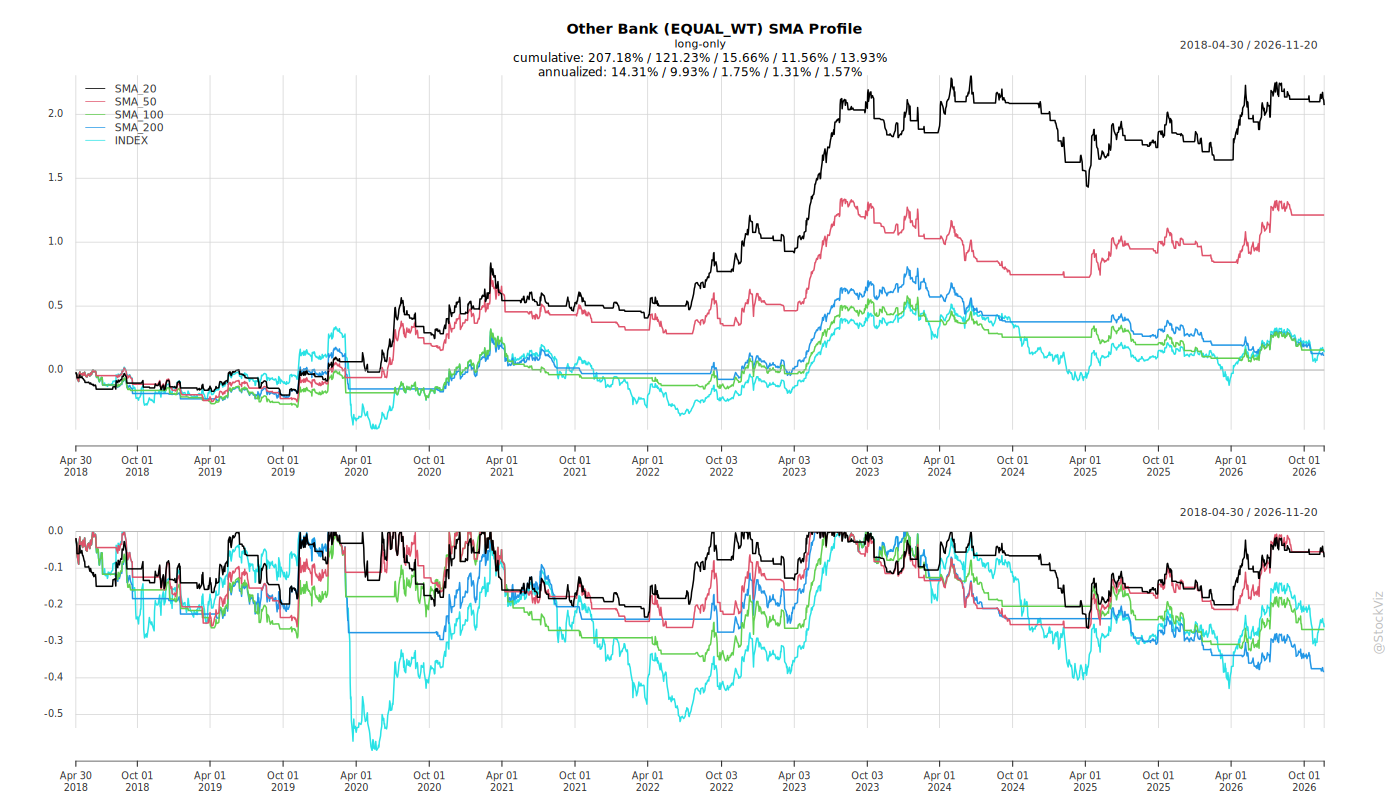 Other Bank (EQUAL_WT) SMA Profile
long-only
cumulative: 207.18% / 121.23% / 15.66% / 11.56% / 13.93%
annualized: 14.31% / 9.93% / 1.75% / 1.31% / 1.57%
2018-04-30 / 2026-11-20
SMA_20
SMA_50
SMA_100
SMA_200
INDEX
2.0
1.5
1.0
0.5
0.0
Apr 30 Oct 01 Apr 01 Oct 01 Apr 01 Oct 01 Apr 01 Oct 01 Apr 01 Oct 03 Apr 03 Oct 03 Apr 01 Oct 01 Apr 01 Oct 01 Apr 01 Oct 01
2018 2018 2019 2019 2020 2020 2021 2021 2022 2022 2023 2023 2024 2024 2025 2025 2026 2026
2018-04-30 / 2026-11-20
0.0
-0.1
-0.2
-0.3
-0.4
-0.5
Apr 30 Oct 01 Apr 01 Oct 01 Apr 01 Oct 01 Apr 01 Oct 01 Apr 01 Oct 03 Apr 03 Oct 03 Apr 01 Oct 01 Apr 01 Oct 01 Apr 01 Oct 01
2018 2018 2019 2019 2020 2020 2021 2021 2022 2022 2023 2023 2024 2024 2025 2025 2026 2026
@StockViz